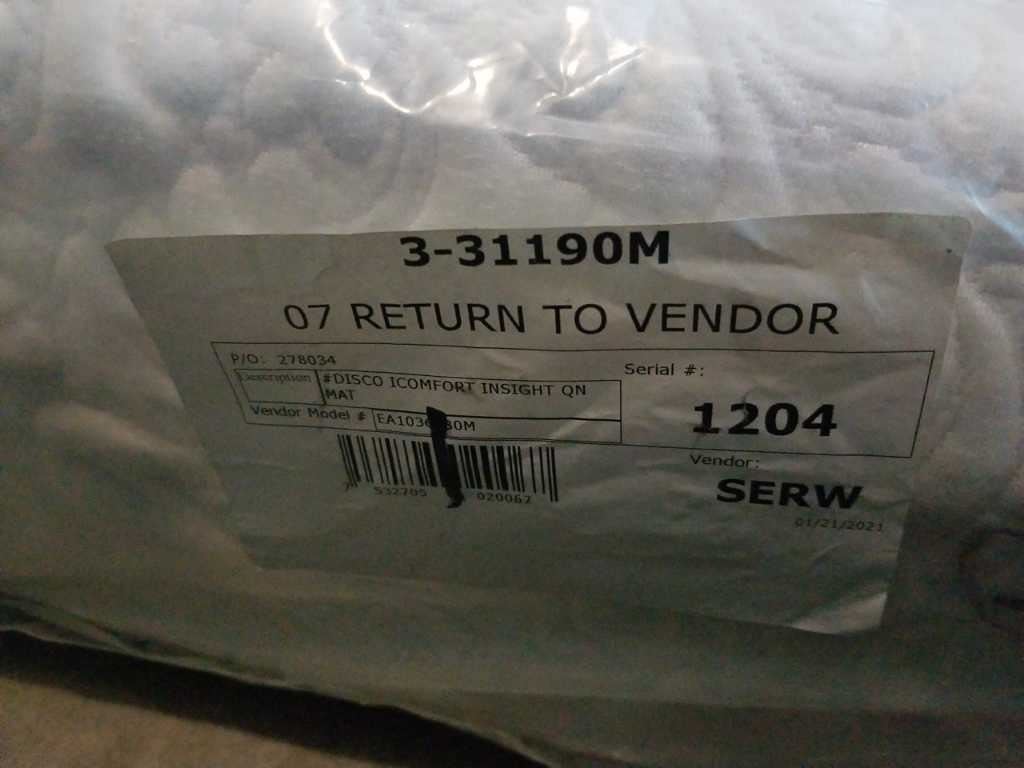 3-31190M
07 RETURN TO VENDOR
P/O: 278034
Serial #:
Description #DISCO ICOMFORT INSIGHT QN
MAT
1204
Vendor Model #
Vendor:
SERW
7 532705 020067
01/21/2021